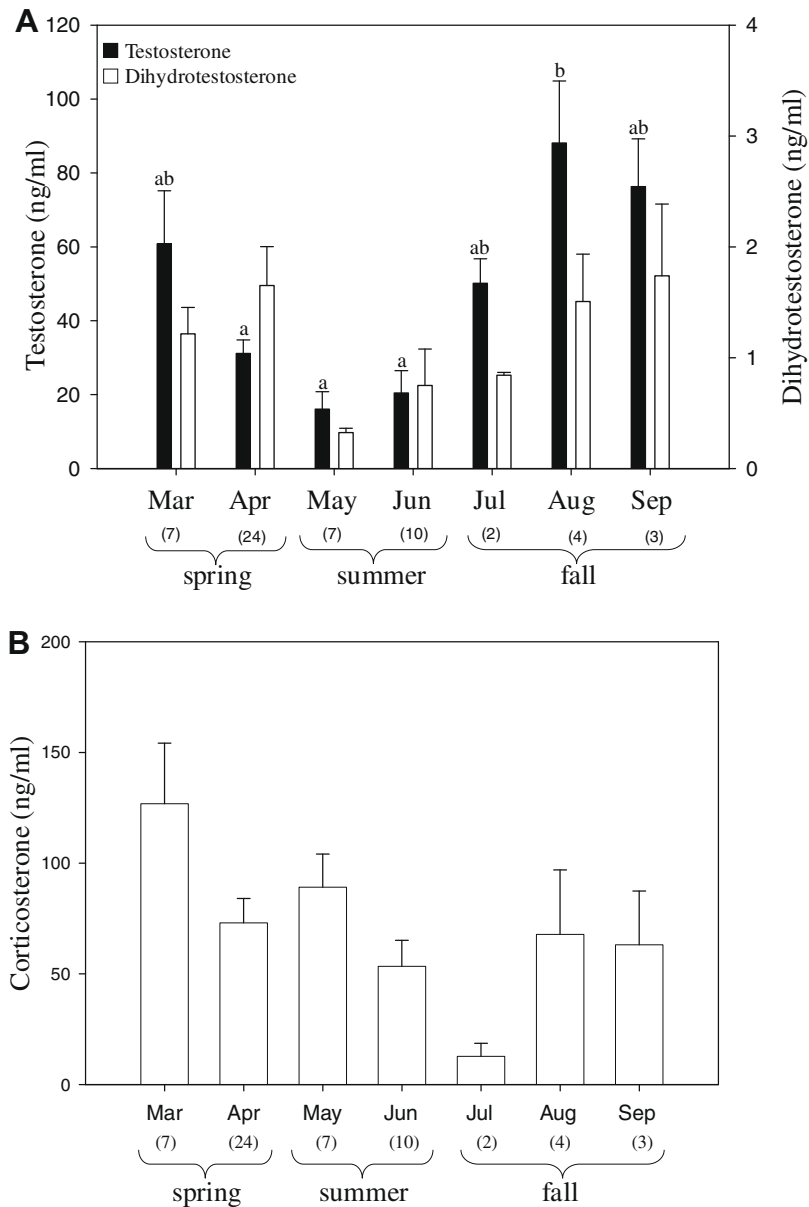 A
Testosterone
Dihydrotestosterone
Testosterone (ng/ml)
120
100
80
60
40
20
0
Dihydrotestosterone (ng/ml)
4
3
2
1
0
ab
a
a
a
ab
b
ab
Mar Apr May Jun Jul Aug Sep
(7) (24) (7) (10) (2) (4) (3)
spring summer fall
B
Corticosterone (ng/ml)
200
150
100
50
0
Mar Apr May Jun Jul Aug Sep
(7) (24) (7) (10) (2) (4) (3)
spring summer fall